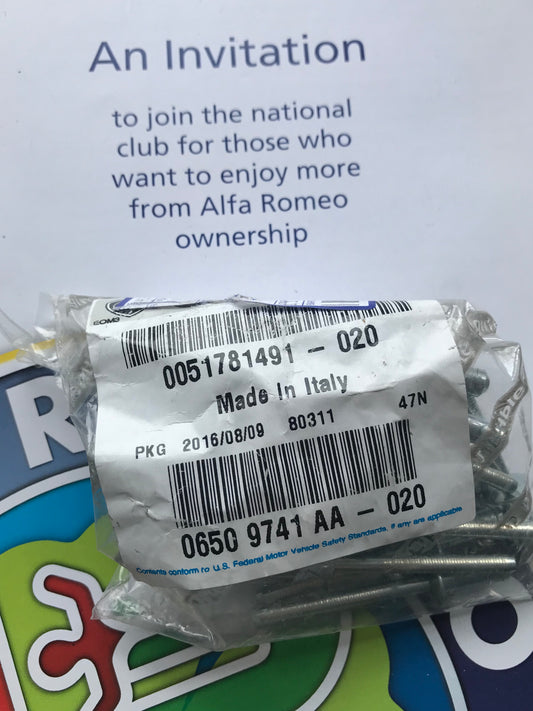 An Invitation
to join the national
club for those who
want to enjoy more
from Alfa Romeo
ownership
0051781491 - 020
Made In Italy
PKG 2016/08/09 80311 47N
0650 9741 AA - 020
Contents conform to U.S. Federal Motor Vehicle Safety Standards, if any are applicable
R
O